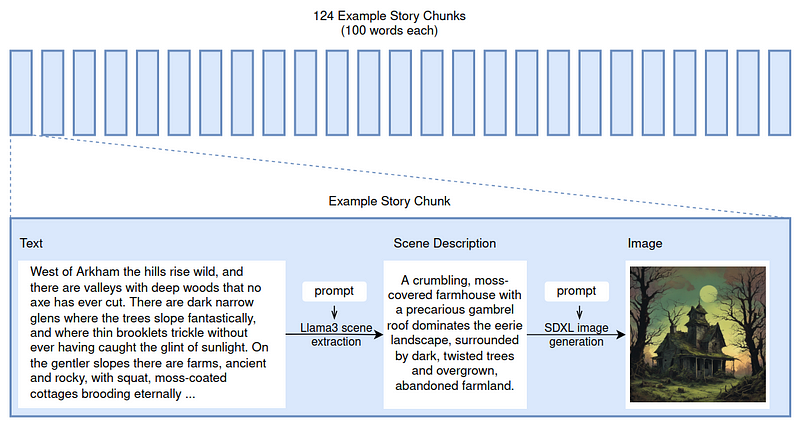 124 Example Story Chunks
(100 words each)
Example Story Chunk
Text
Scene Description
Image
West of Arkham the hills rise wild, and
there are valleys with deep woods that no
axe has ever cut. There are dark narrow
glens where the trees slope fantastically,
and where thin brooklets trickle without
ever having caught the glint of sunlight. On
the gentler slopes there are farms, ancient
and rocky, with squat, moss-coated
cottages brooding eternally ...
prompt
Llama3 scene
extraction
A crumbling, moss-
covered farmhouse with
a precarious gambrel
roof dominates the eerie
landscape, surrounded
by dark, twisted trees
and overgrown,
abandoned farmland.
prompt
SDXL image
generation